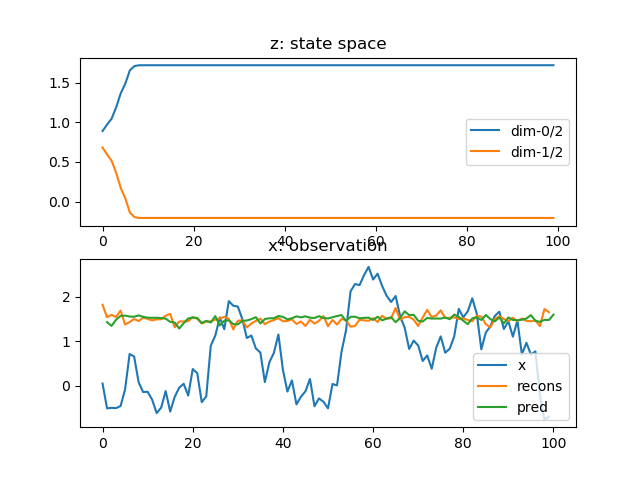 z: state space
1.5
1.0
0.5
0.0
dim-0/2
dim-1/2
0 20 40 60 80 100
x: observation
2
1
0
x
recons
pred
0 20 40 60 80 100